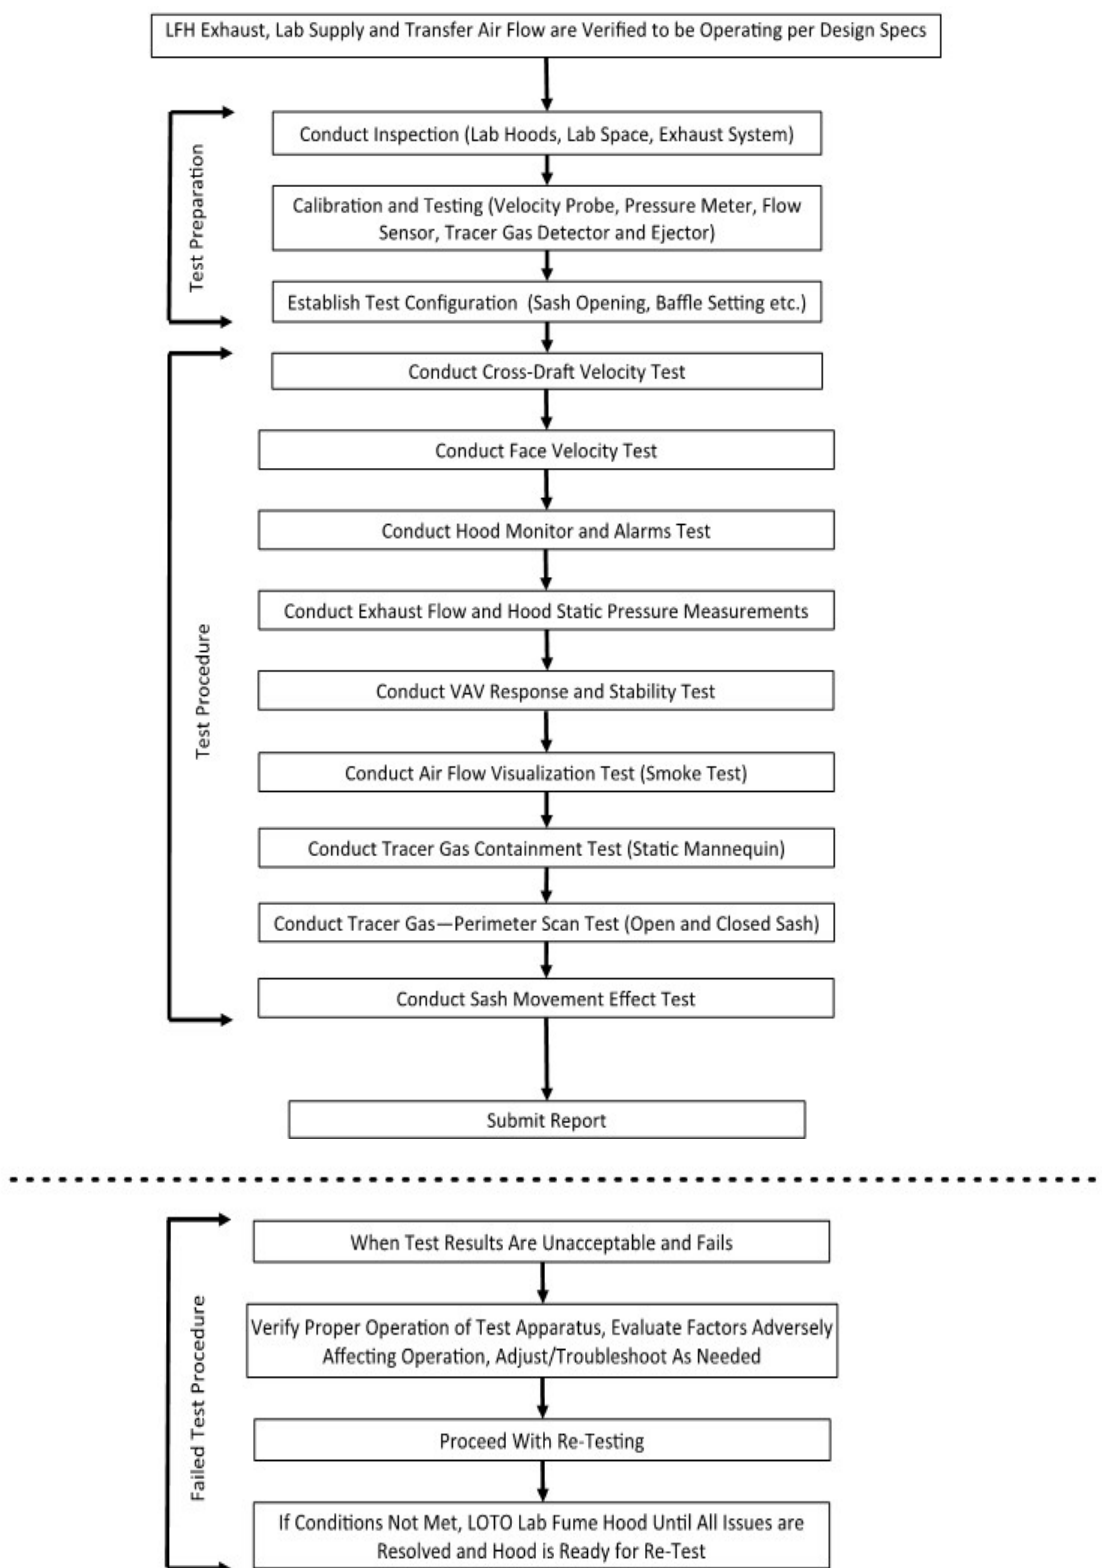 LFH Exhaust, Lab Supply and Transfer Air Flow are Verified to be Operating per Design Specs
Test Preparation
Conduct Inspection (Lab Hoods, Lab Space, Exhaust System)
Calibration and Testing (Velocity Probe, Pressure Meter, Flow
Sensor, Tracer Gas Detector and Ejector)
Establish Test Configuration (Sash Opening, Baffle Setting etc.)
Test Procedure
Conduct Cross-Draft Velocity Test
Conduct Face Velocity Test
Conduct Hood Monitor and Alarms Test
Conduct Exhaust Flow and Hood Static Pressure Measurements
Conduct VAV Response and Stability Test
Conduct Air Flow Visualization Test (Smoke Test)
Conduct Tracer Gas Containment Test (Static Mannequin)
Conduct Tracer Gas—Perimeter Scan Test (Open and Closed Sash)
Conduct Sash Movement Effect Test
Submit Report
Failed Test Procedure
When Test Results Are Unacceptable and Fails
Verify Proper Operation of Test Apparatus, Evaluate Factors Adversely
Affecting Operation, Adjust/Troubleshoot As Needed
Proceed With Re-Testing
If Conditions Not Met, LOTO Lab Fume Hood Until All Issues are
Resolved and Hood is Ready for Re-Test